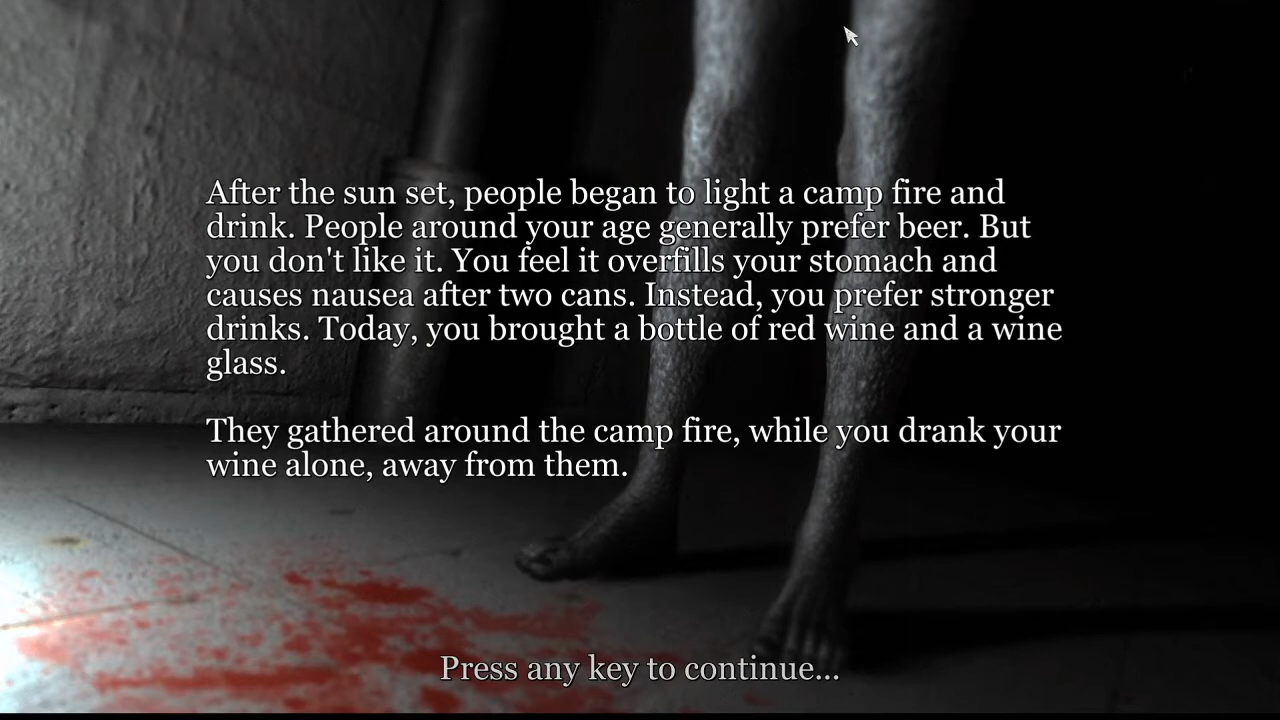 After the sun set, people began to light a camp fire and
drink. People around your age generally prefer beer. But
you don't like it. You feel it overfills your stomach and
causes nausea after two cans. Instead, you prefer stronger
drinks. Today, you brought a bottle of red wine and a wine
glass.
They gathered around the camp fire, while you drank your
wine alone, away from them.
Press any key to continue...